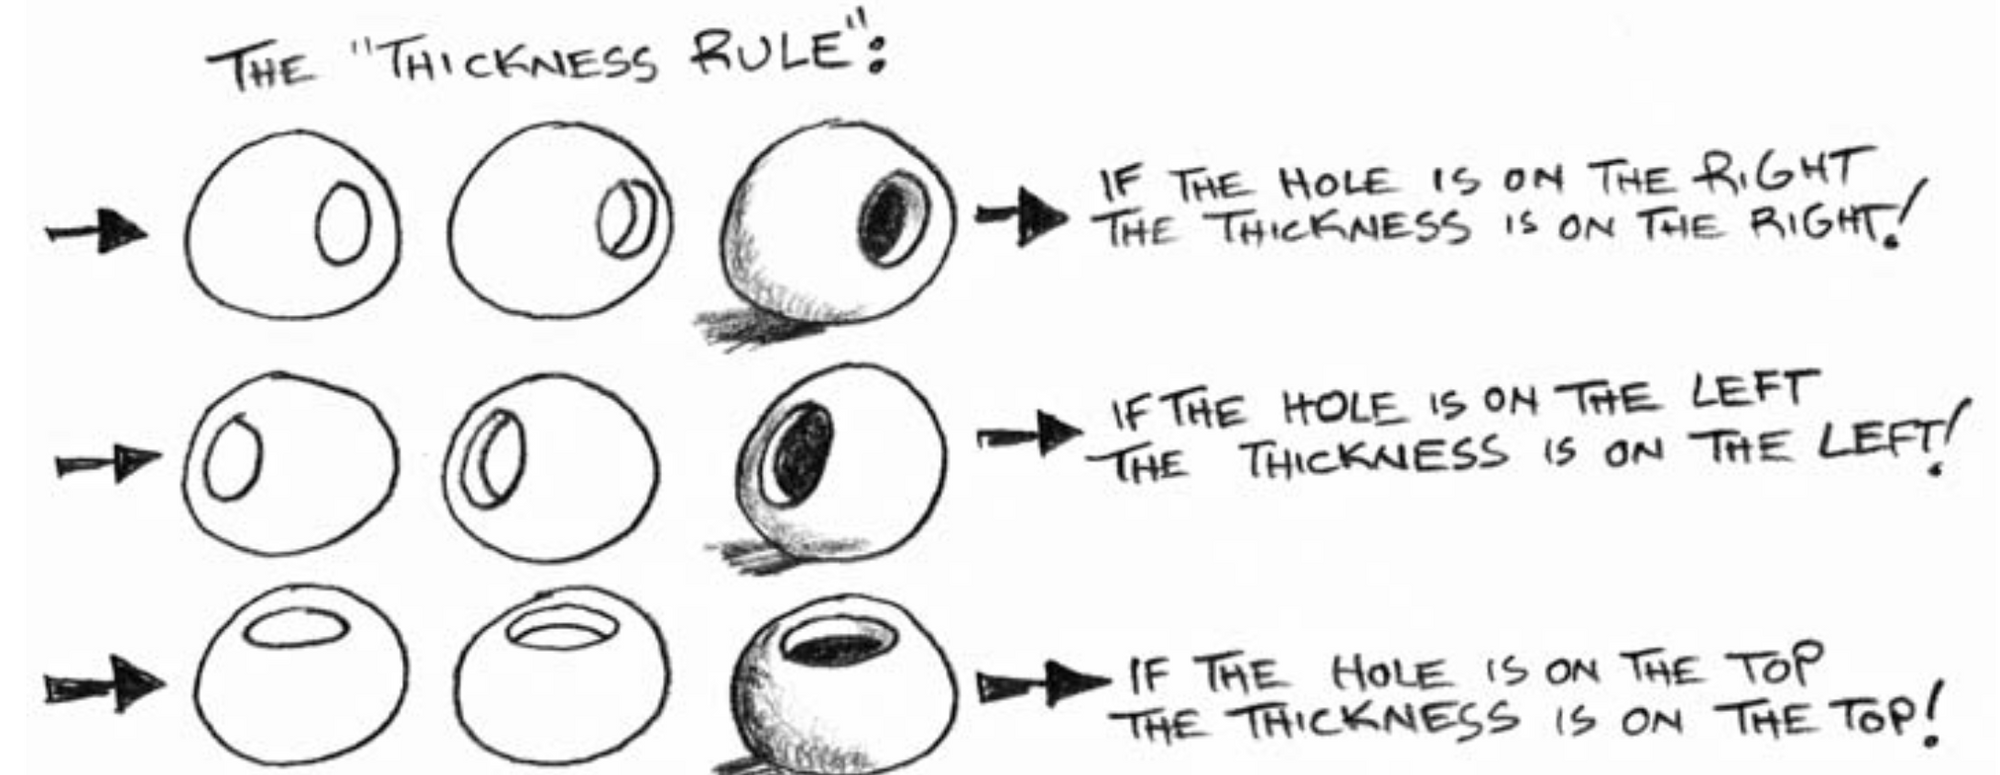 THE "THICKNESS RULE":
IF THE HOLE IS ON THE RIGHT
THE THICKNESS IS ON THE RIGHT!
IF THE HOLE IS ON THE LEFT
THE THICKNESS IS ON THE LEFT!
IF THE HOLE IS ON THE TOP
THE THICKNESS IS ON THE TOP!